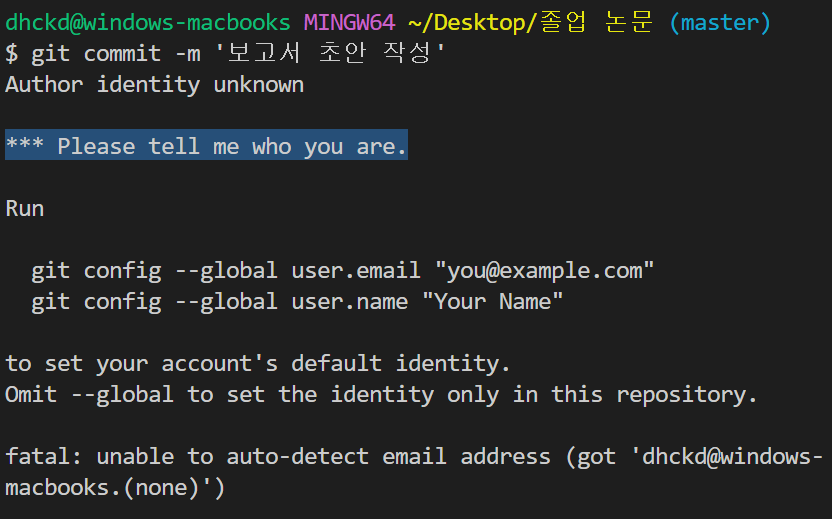 dhckd@windows-macbooks MINGW64 ~/Desktop/졸업 논문 (master)
$ git commit -m '보고서 초안 작성'
Author identity unknown
*** Please tell me who you are.
Run
git config --global user.email "you@example.com"
git config --global user.name "Your Name"
to set your account's default identity.
Omit --global to set the identity only in this repository.
fatal: unable to auto-detect email address (got 'dhckd@windows-
macbooks.(none)')